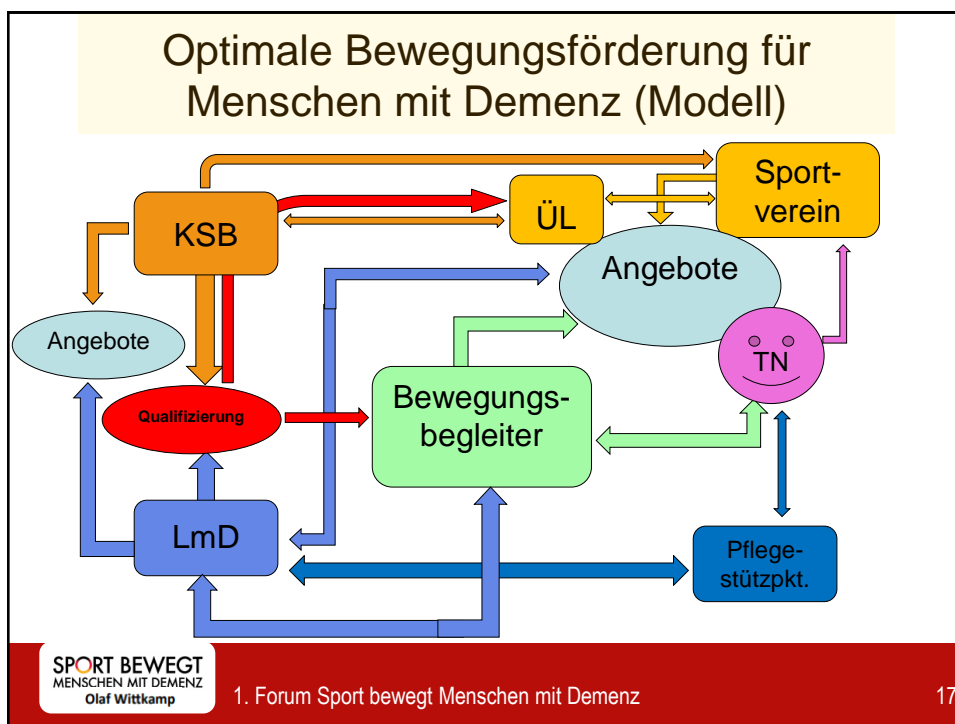 Optimale Bewegungsförderung für
Menschen mit Demenz (Modell)
Sport-
verein
KSB
ÜL
Angebote
Angebote
TN
Bewegungs-
begleiter
Qualifizierung
LmD
Pflege-
stützpkt.
SPORT BEWEGT
MENSCHEN MIT DEMENZ
Olaf Wittkamp
1. Forum Sport bewegt Menschen mit Demenz
17